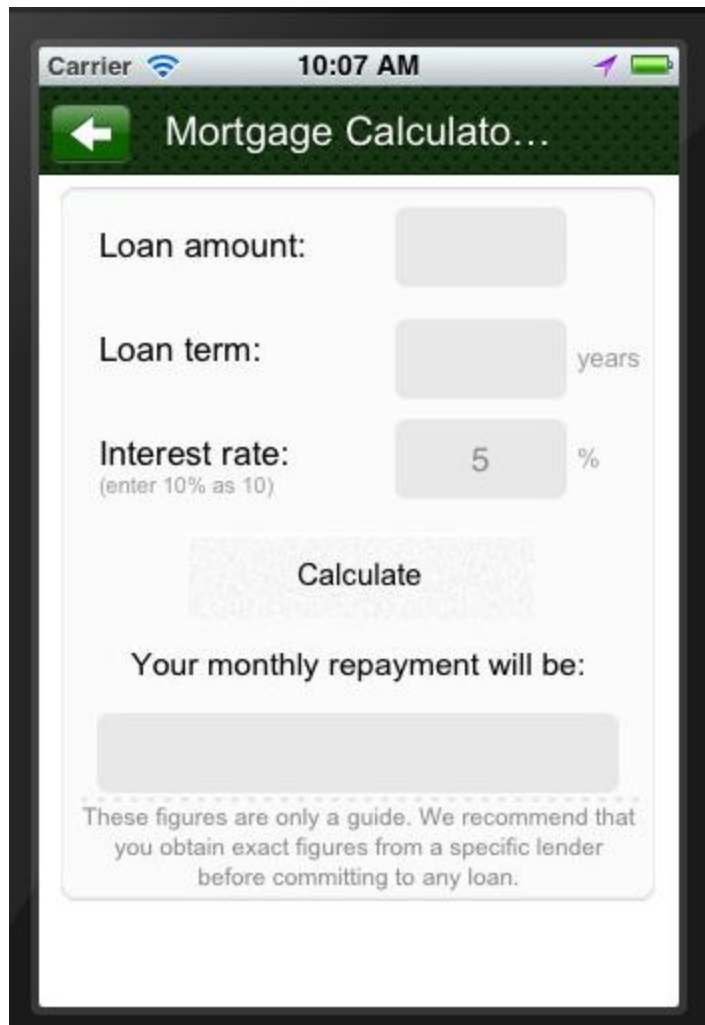 Carrier 10:07 AM
Mortgage Calculato...
Loan amount:
Loan term: years
Interest rate: 5 %
(enter 10% as 10)
Calculate
Your monthly repayment will be:
These figures are only a guide. We recommend that
you obtain exact figures from a specific lender
before committing to any loan.